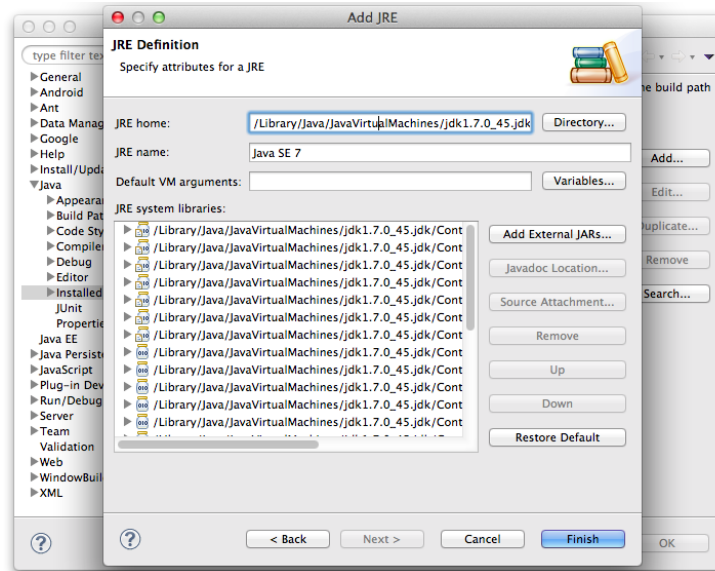 Add JRE
JRE Definition
Specify attributes for a JRE
JRE home:
/Library/Java/JavaVirtualMachines/jdk1.7.0_45.jdk
Directory...
JRE name:
Java SE 7
Default VM arguments:
Variables...
JRE system libraries:
/Library/Java/JavaVirtualMachines/jdk1.7.0_45.jdk/Cont
/Library/Java/JavaVirtualMachines/jdk1.7.0_45.jdk/Cont
/Library/Java/JavaVirtualMachines/jdk1.7.0_45.jdk/Cont
/Library/Java/JavaVirtualMachines/jdk1.7.0_45.jdk/Cont
/Library/Java/JavaVirtualMachines/jdk1.7.0_45.jdk/Cont
/Library/Java/JavaVirtualMachines/jdk1.7.0_45.jdk/Cont
/Library/Java/JavaVirtualMachines/jdk1.7.0_45.jdk/Cont
/Library/Java/JavaVirtualMachines/jdk1.7.0_45.jdk/Cont
/Library/Java/JavaVirtualMachines/jdk1.7.0_45.jdk/Cont
/Library/Java/JavaVirtualMachines/jdk1.7.0_45.jdk/Cont
/Library/Java/JavaVirtualMachines/jdk1.7.0_45.jdk/Cont
/Library/Java/JavaVirtualMachines/jdk1.7.0_45.jdk/Cont
Add External JARs...
Javadoc Location...
Source Attachment...
Remove
Up
Down
Restore Default
?
< Back
Next >
Cancel
Finish
type filter te
General
Android
Ant
Data Manag
Google
Help
Install/Upda
Java
Appeara
Build Pat
Code Sty
Compiler
Debug
Editor
Installed
JUnit
Propertie
Java EE
Java Persist
JavaScript
Plug-in Dev
Run/Debug
Server
Team
Validation
Web
WindowBuil
XML
?
e build path
Add...
Edit...
uplicate...
Remove
Search...
OK